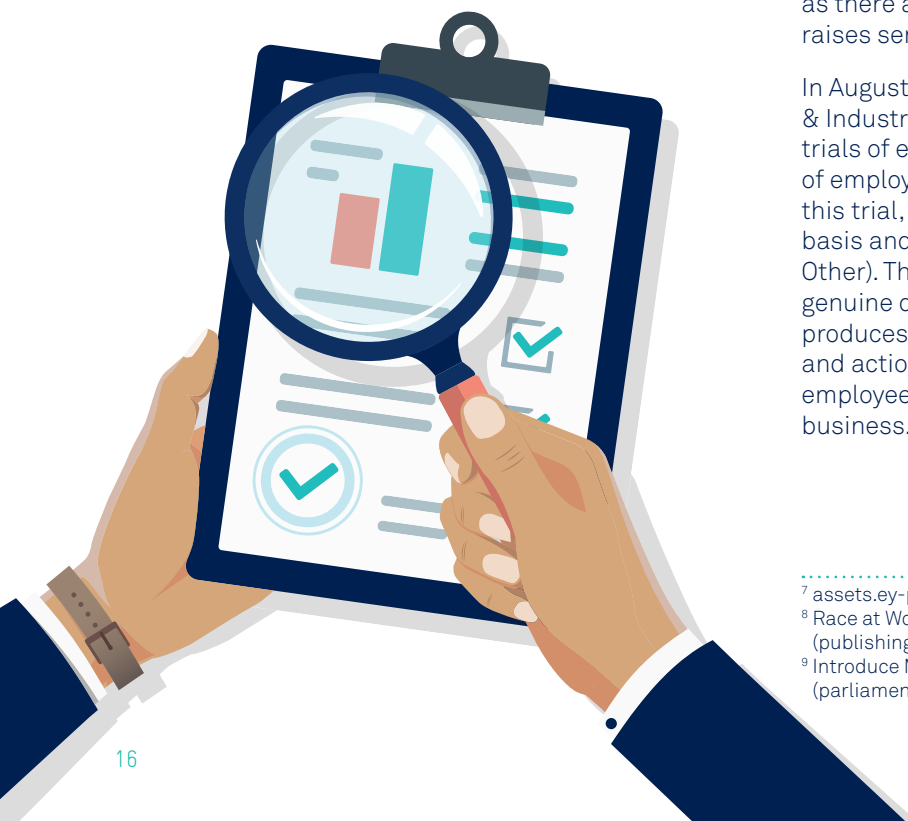 as there a
raises ser
In August
& Industr
trials of e
of employ
this trial,
basis and
Other). Th
genuine d
produces
and actio
employee
business.
7 assets.ey-p
8 Race at Wo
(publishing
9 Introduce N
(parliamen
16